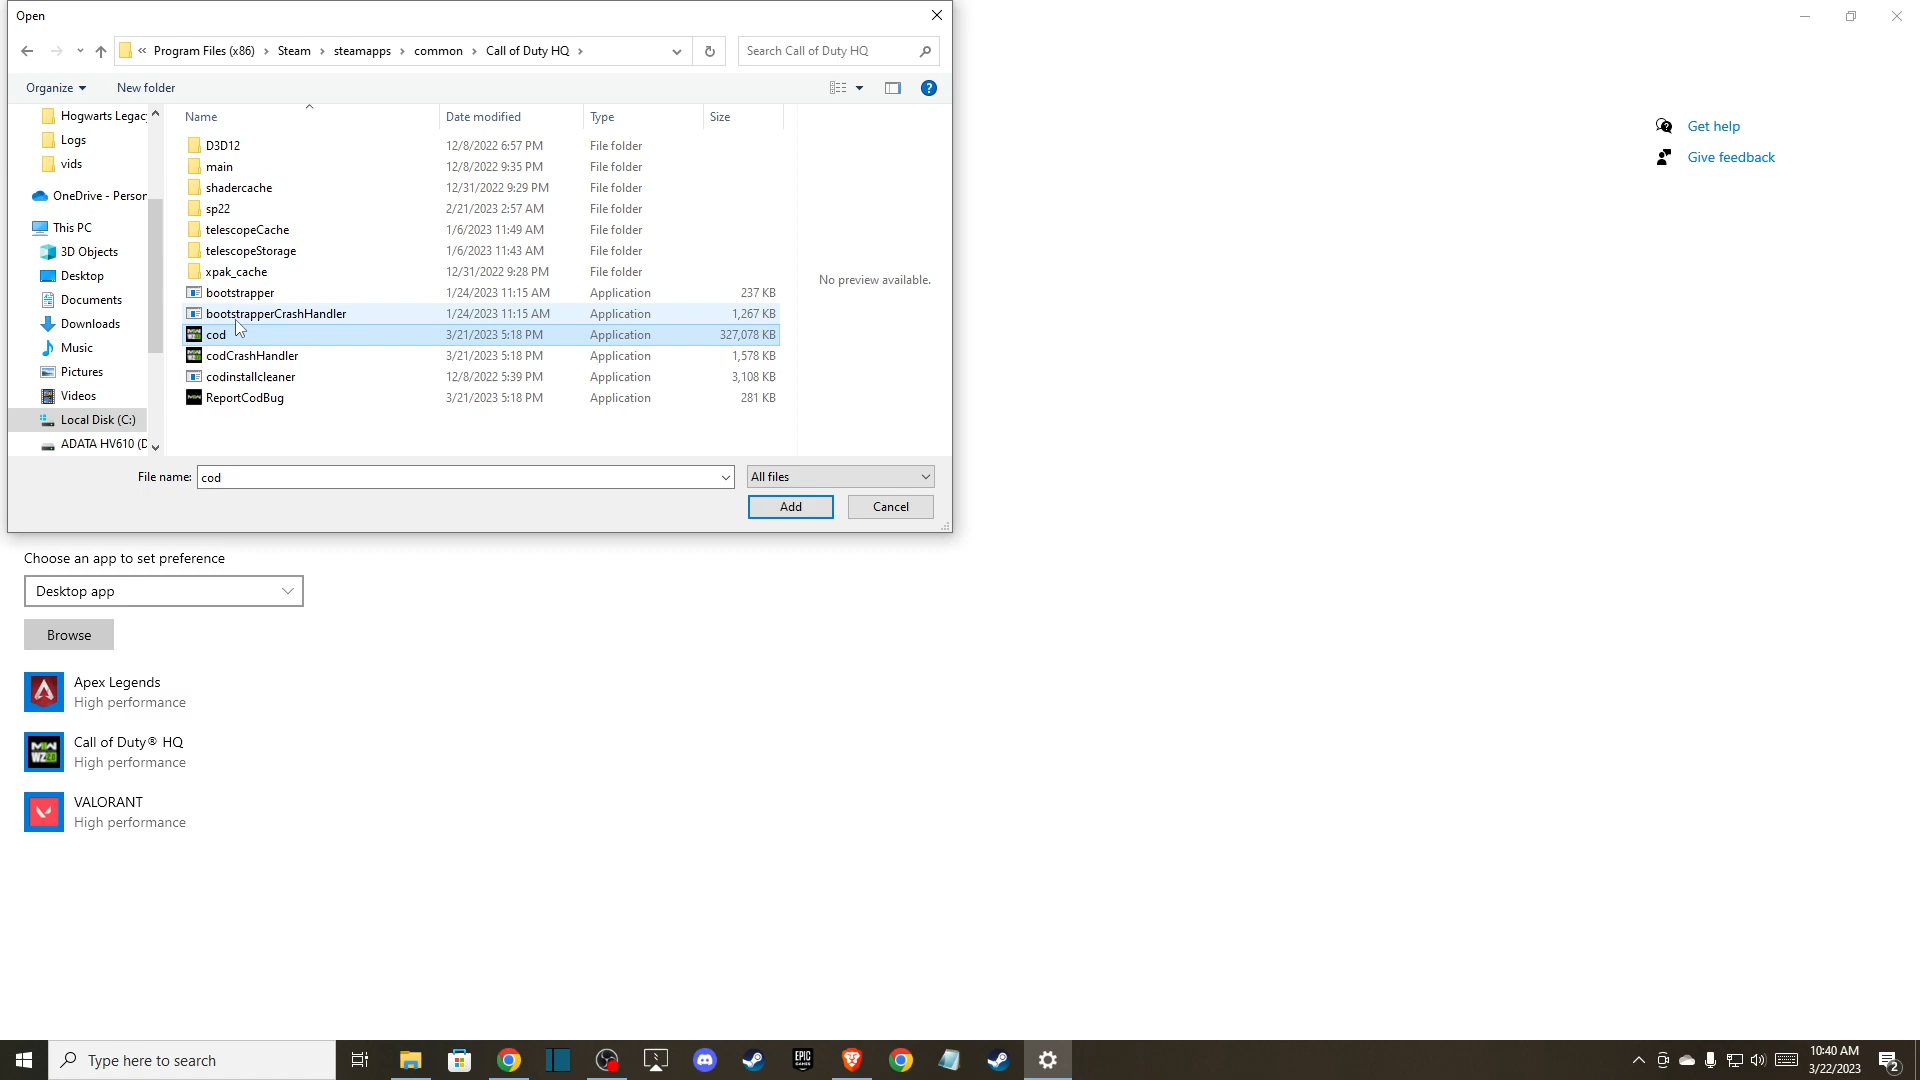 Open
« Program Files (x86) › Steam › steamapps › common › Call of Duty HQ ›
Search Call of Duty HQ
Organize
New folder
Hogwarts Legac
Logs
vids
OneDrive - Person
This PC
3D Objects
Desktop
Documents
Downloads
Music
Pictures
Videos
Local Disk (C:)
ADATA HV610 (D
Name Date modified Type Size
D3D12 12/8/2022 6:57 PM File folder
main 12/8/2022 9:35 PM File folder
shadercache 12/31/2022 9:29 PM File folder
sp22 2/21/2023 2:57 AM File folder
telescopeCache 1/6/2023 11:49 AM File folder
telescopeStorage 1/6/2023 11:43 AM File folder
xpak_cache 12/31/2022 9:28 PM File folder
bootstrapper 1/24/2023 11:15 AM Application 237 KB
bootstrapperCrashHandler 1/24/2023 11:15 AM Application 1,267 KB
cod 3/21/2023 5:18 PM Application 327,078 KB
codCrashHandler 3/21/2023 5:18 PM Application 1,578 KB
codinstallcleaner 12/8/2022 5:39 PM Application 3,108 KB
ReportCodBug 3/21/2023 5:18 PM Application 281 KB
No preview available.
File name: cod
All files
Add
Cancel
Get help
Give feedback
Choose an app to set preference
Desktop app
Browse
Apex Legends
High performance
Call of Duty® HQ
High performance
VALORANT
High performance
Type here to search
EPIC
GAMES
10:40 AM
3/22/2023
2